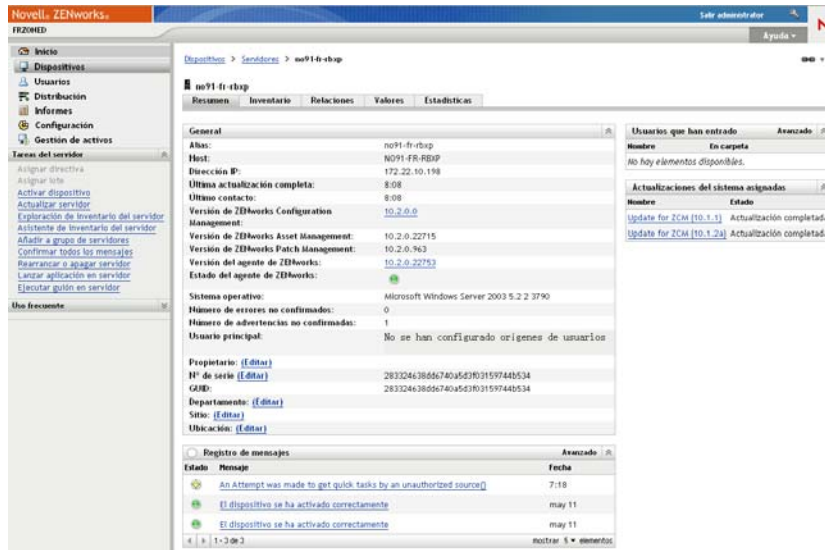 Novell® ZENworks®
Salir administrator
FRZONED
Ayuda
Inicio
Dispositivos
Usuarios
Distribución
Informes
Configuración
Gestión de activos
Tareas del servidor
Asignar directiva
Asignar lote
Activar dispositivo
Actualizar servidor
Exploración de inventario del servidor
Asistente de inventario del servidor
Añadir a grupo de servidores
Confirmar todos los mensajes
Rearrancar o apagar servidor
Lanzar aplicación en servidor
Ejecutar guión en servidor
Uso frecuente
Dispositivos > Servidores > no91-fr-rbxp
no91-fr-rbxp
Resumen Inventario Relaciones Valores Estadísticas
General
Alias: no91-fr-rbxp
Host: NO91-FR-RBXP
Dirección IP: 172.22.10.198
Última actualización completa: 8:08
Último contacto: 8:08
Versión de ZENworks Configuration Management: 10.2.0.0
Versión de ZENworks Asset Management: 10.2.0.22715
Versión de ZENworks Patch Management: 10.2.0.963
Versión del agente de ZENworks: 10.2.0.22753
Estado del agente de ZENworks:
Sistema operativo: Microsoft Windows Server 2003 5.2 2 3790
Número de errores no confirmados: 0
Número de advertencias no confirmadas: 1
Usuario principal: No se han configurado orígenes de usuarios
Propietario: (Editar)
Nº de serie (Editar) 283324638dd6740a5d3f03159744b534
GUID: 283324638dd6740a5d3f03159744b534
Departamento: (Editar)
Sitio: (Editar)
Ubicación: (Editar)
Registro de mensajes Avanzado
Estado Mensaje Fecha
An Attempt was made to get quick tasks by an unauthorized source() 7:18
El dispositivo se ha activado correctamente may 11
El dispositivo se ha activado correctamente may 11
1 - 3 de 3 mostrar 5 elementos
Usuarios que han entrado Avanzado
Nombre En carpeta
No hay elementos disponibles.
Actualizaciones del sistema asignadas
Nombre Estado
Update for ZCM (10.1.1) Actualización completad
Update for ZCM (10.1.2a) Actualización completad